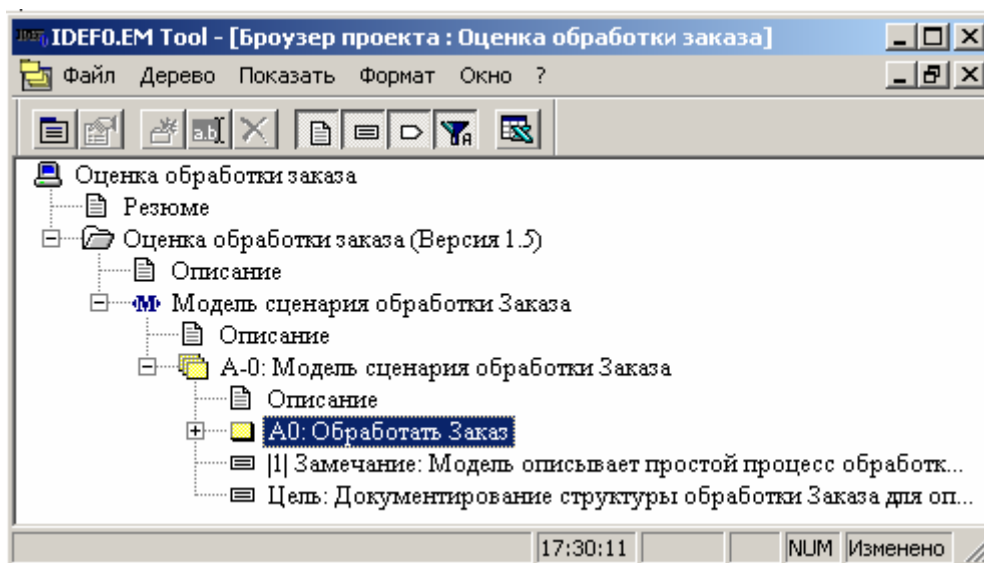 IDEF0.EM Tool - [Броузер проекта : Оценка обработки заказа]
Файл Дерево Показать Формат Окно ?
Оценка обработки заказа
Резюме
Оценка обработки заказа (Версия 1.5)
Описание
Модель сценария обработки Заказа
Описание
A-0: Модель сценария обработки Заказа
Описание
A0: Обработать Заказ
|1| Замечание: Модель описывает простой процесс обработк...
Цель: Документирование структуры обработки Заказа для оп...
17:30:11 NUM Изменено